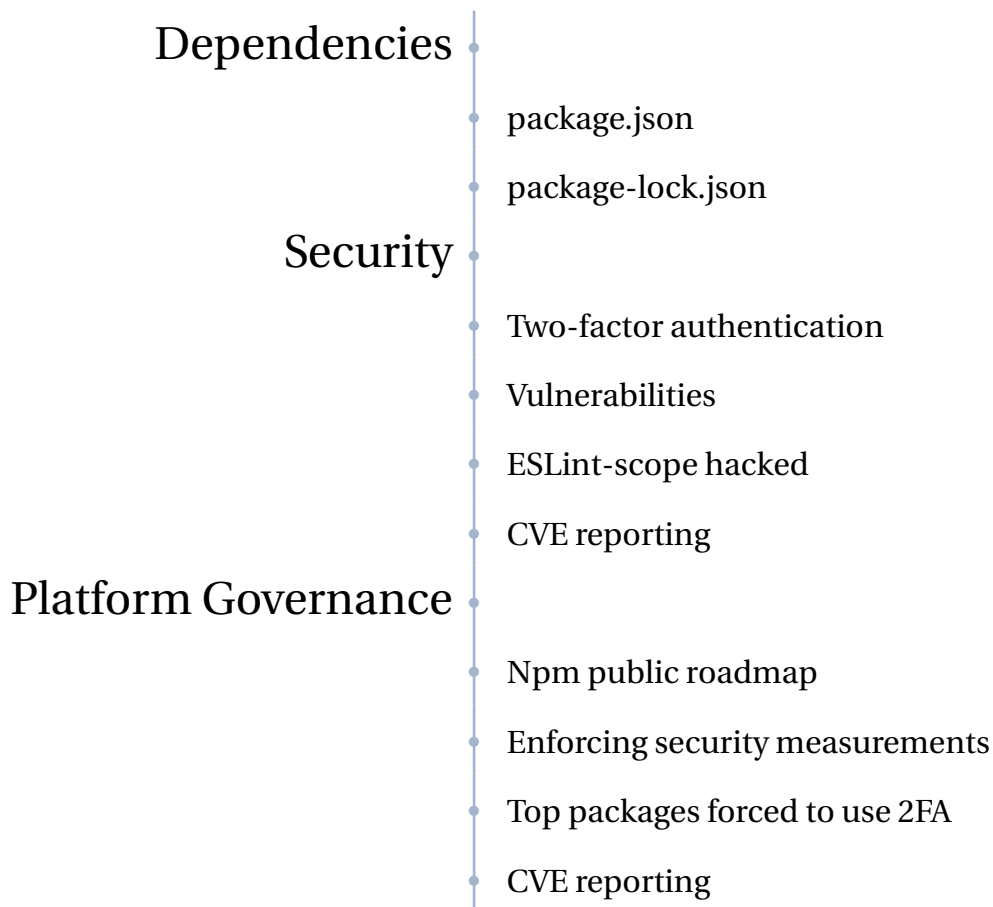 Dependencies
package.json
package-lock.json
Security
Two-factor authentication
Vulnerabilities
ESLint-scope hacked
CVE reporting
Platform Governance
Npm public roadmap
Enforcing security measurements
Top packages forced to use 2FA
CVE reporting